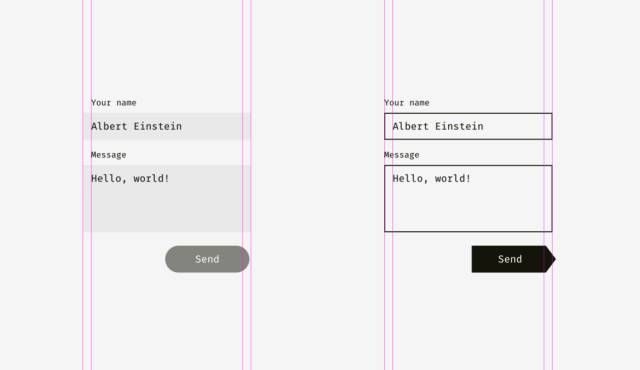 Your name
Albert Einstein
Message
Hello, world!
Send
Your name
Albert Einstein
Message
Hello, world!
Send